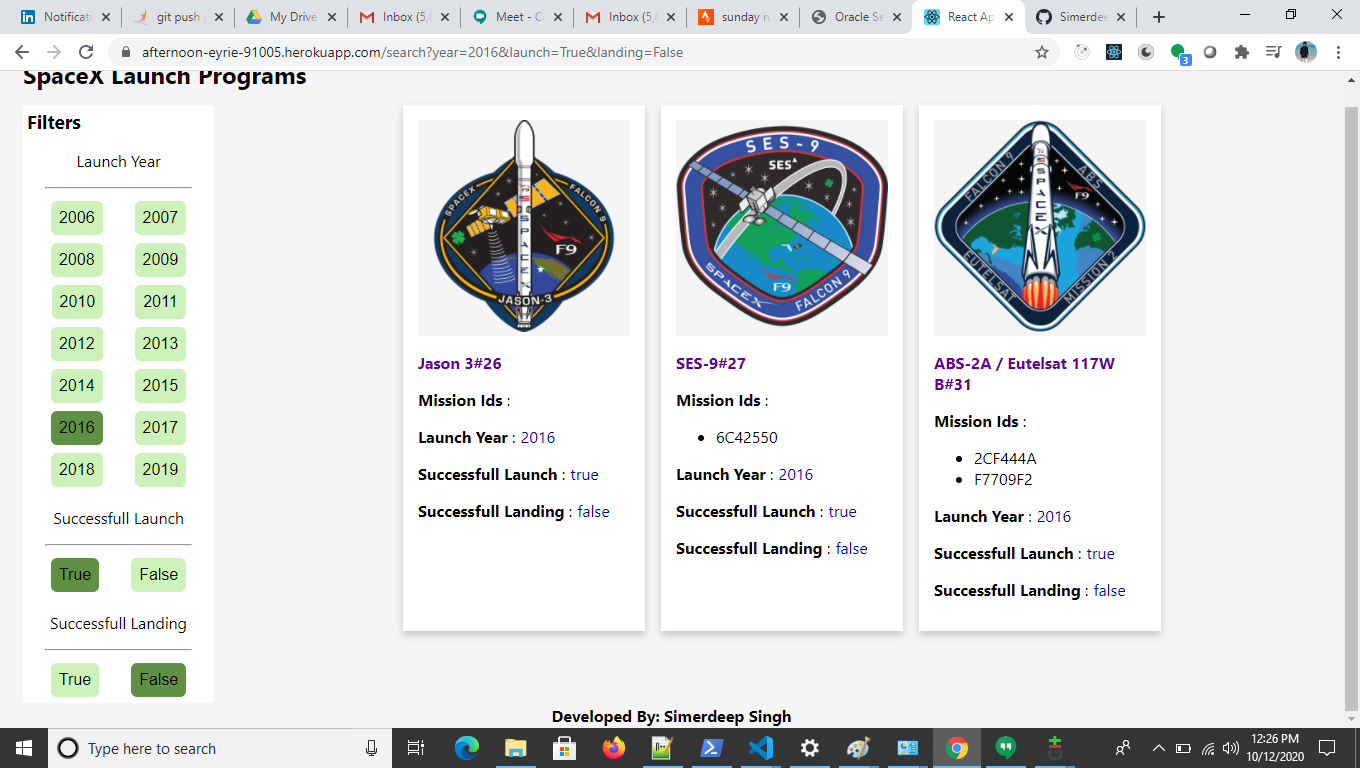 Notificati
git push
My Drive
Inbox (5,
Meet - C
Inbox (5,
sunday r
Oracle Se
React Ap
Simerdee
afternoon-eyrie-91005.herokuapp.com/search?year=2016&launch=True&landing=False
3
SpaceX Launch Programs
Filters
Launch Year
2006 2007
2008 2009
2010 2011
2012 2013
2014 2015
2016 2017
2018 2019
Successfull Launch
True False
Successfull Landing
True False
SPACEX
FALCON 9
F9
SPACEX
F9
JASON-3
Jason 3#26
Mission Ids :
Launch Year : 2016
Successfull Launch : true
Successfull Landing : false
SES-9
SES
F9
SPACEX
FALCON 9
SES-9#27
Mission Ids :
6C42550
Launch Year : 2016
Successfull Launch : true
Successfull Landing : false
FALCON 9
ABS
F9
SPACEX
EUTELSAT
MISSION 2
ABS-2A / Eutelsat 117W
B#31
Mission Ids :
2CF444A
F7709F2
Launch Year : 2016
Successfull Launch : true
Successfull Landing : false
Developed By: Simerdeep Singh
Type here to search
12:26 PM
10/12/2020